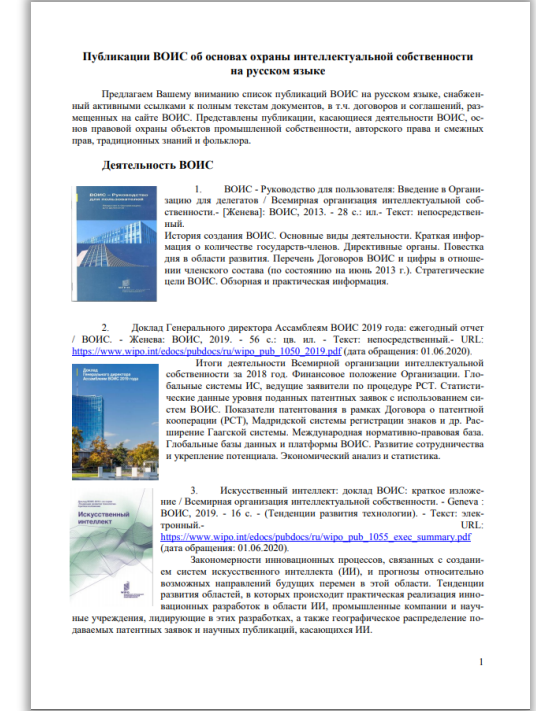 Публикации ВОИС об основах охраны интеллектуальной собственности
на русском языке
Предлагаем Вашему вниманию список публикаций ВОИС на русском языке, снабжен-
ный активными ссылками к полным текстам документов, в т.ч. договоров и соглашений, раз-
мещенных на сайте ВОИС. Представлены публикации, касающиеся деятельности ВОИС, ос-
нов правовой охраны объектов промышленной собственности, авторского права и смежных
прав, традиционных знаний и фольклора.
Деятельность ВОИС
ВОИС – Руководство
для пользователя
1. ВОИС - Руководство для пользователя: Введение в Органи-
зацию для делегатов / Всемирная организация интеллектуальной соб-
ственности.- [Женева]: ВОИС, 2013. - 28 с.: ил.- Текст: непосредствен-
ный.
История создания ВОИС. Основные виды деятельности. Краткая инфор-
мация о количестве государств-членов. Директивные органы. Повестка
дня в области развития. Перечень Договоров ВОИС и цифры в отноше-
нии членского состава (по состоянию на июнь 2013 г.). Стратегические
цели ВОИС. Обзорная и практическая информация.
2. Доклад Генерального директора Ассамблеям ВОИС 2019 года: ежегодный отчет
/ ВОИС. - Женева: ВОИС, 2019. - 56 с.: цв. ил. - Текст: непосредственный.- URL:
https://www.wipo.int/edocs/pubdocs/ru/wipo_pub_1050_2019.pdf (дата обращения: 01.06.2020).
Доклад
Генерального директора
Ассамблеям ВОИС 2019 года
Итоги деятельности Всемирной организации интеллектуальной
собственности за 2018 год. Финансовое положение Организации. Гло-
бальные системы ИС, ведущие заявители по процедуре РСТ. Статисти-
ческие данные уровня поданных патентных заявок с использованием си-
стем ВОИС. Показатели патентования в рамках Договора о патентной
кооперации (РСТ), Мадридской системы регистрации знаков и др. Рас-
ширение Гаагской системы. Международная нормативно-правовая база.
Глобальные базы данных и платформы ВОИС. Развитие сотрудничества
и укрепление потенциала. Экономический анализ и статистика.
Искусственный
интеллект
3. Искусственный интеллект: доклад ВОИС: краткое изложе-
ние / Всемирная организация интеллектуальной собственности. - Geneva :
ВОИС, 2019. - 16 с. - (Тенденции развития технологии). - Текст: элек-
тронный.- URL:
https://www.wipo.int/edocs/pubdocs/ru/wipo_pub_1055_exec_summary.pdf
(дата обращения: 01.06.2020).
Закономерности инновационных процессов, связанных с создани-
ем систем искусственного интеллекта (ИИ), и прогнозы относительно
возможных направлений будущих перемен в этой области. Тенденции
развития областей, в которых происходит практическая реализация инно-
вационных разработок в области ИИ, промышленные компании и науч-
ные учреждения, лидирующие в этих разработках, а также географическое распределение по-
даваемых патентных заявок и научных публикаций, касающихся ИИ.
1